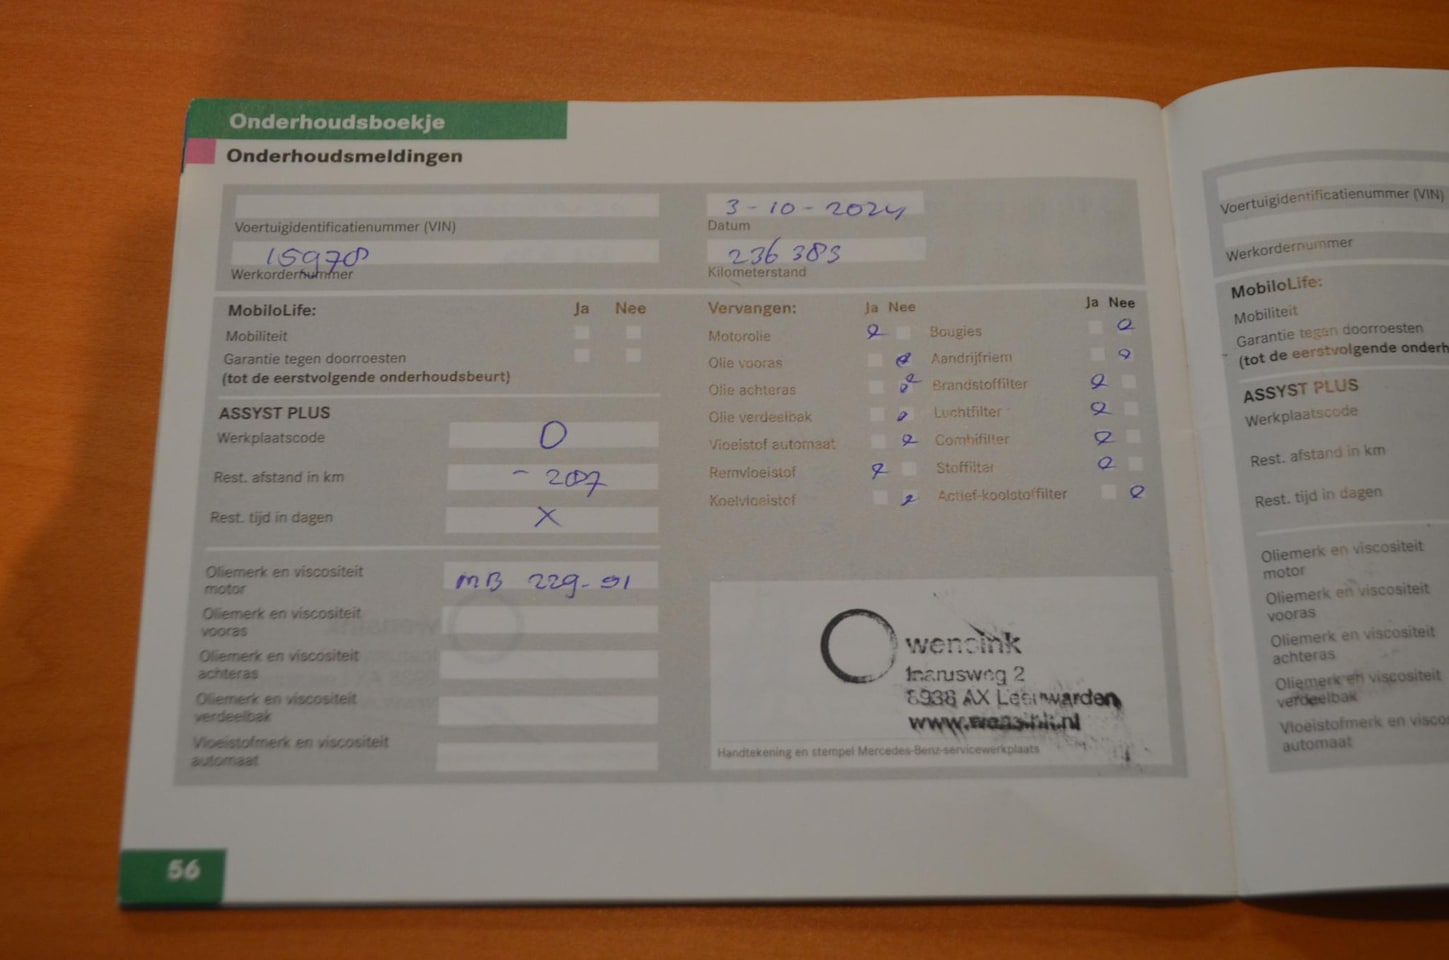 Onderhoudsboekje
Onderhoudsmeldingen
3-10-2024
Voertuigidentificatienummer (VIN)
Datum
15978
236 383
Werkordernummer
Kilometerstand
MobiloLife: Ja Nee
Mobiliteit
Garantie tegen doorroesten
(tot de eerstvolgende onderhoudsbeurt)
ASSYST PLUS
Werkplaatscode 0
Rest. afstand in km - 207
Rest. tijd in dagen X
Oliemerk en viscositeit
motor
MB 229-51
Oliemerk en viscositeit
vooras
Oliemerk en viscositeit
achteras
Oliemerk en viscositeit
verdeelbak
Vloeistofmerk en viscositeit
automaat
Vervangen: Ja Nee
Motorolie
Olie vooras
Olie achteras
Olie verdeelbak
Vloeistof automaat
Remvloeistof
Koelvloeistof
Ja Nee
Bougies
Aandrijfriem
Brandstoffilter
Luchtfilter
Combifilter
Stoffilter
Actief-koolstoffilter
wensink
2
8938 AX Leeuwarden
www.wensink.nl
Handtekening en stempel Mercedes-Benz-servicewerkplaats
56
Voertuigidentificatienummer (VIN)
Werkordernummer
MobiloLife:
Mobiliteit
Garantie tegen doorroesten
(tot de eerstvolgende onderh
ASSYST PLUS
Werkplaatscode
Rest. afstand in km
Rest. tijd in dagen
Oliemerk en viscositeit
motor
Oliemerk en viscositeit
vooras
Oliemerk en viscositeit
achteras
Oliemerk en viscositeit
verdeelbak
Vloeistofmerk en visco
automaat